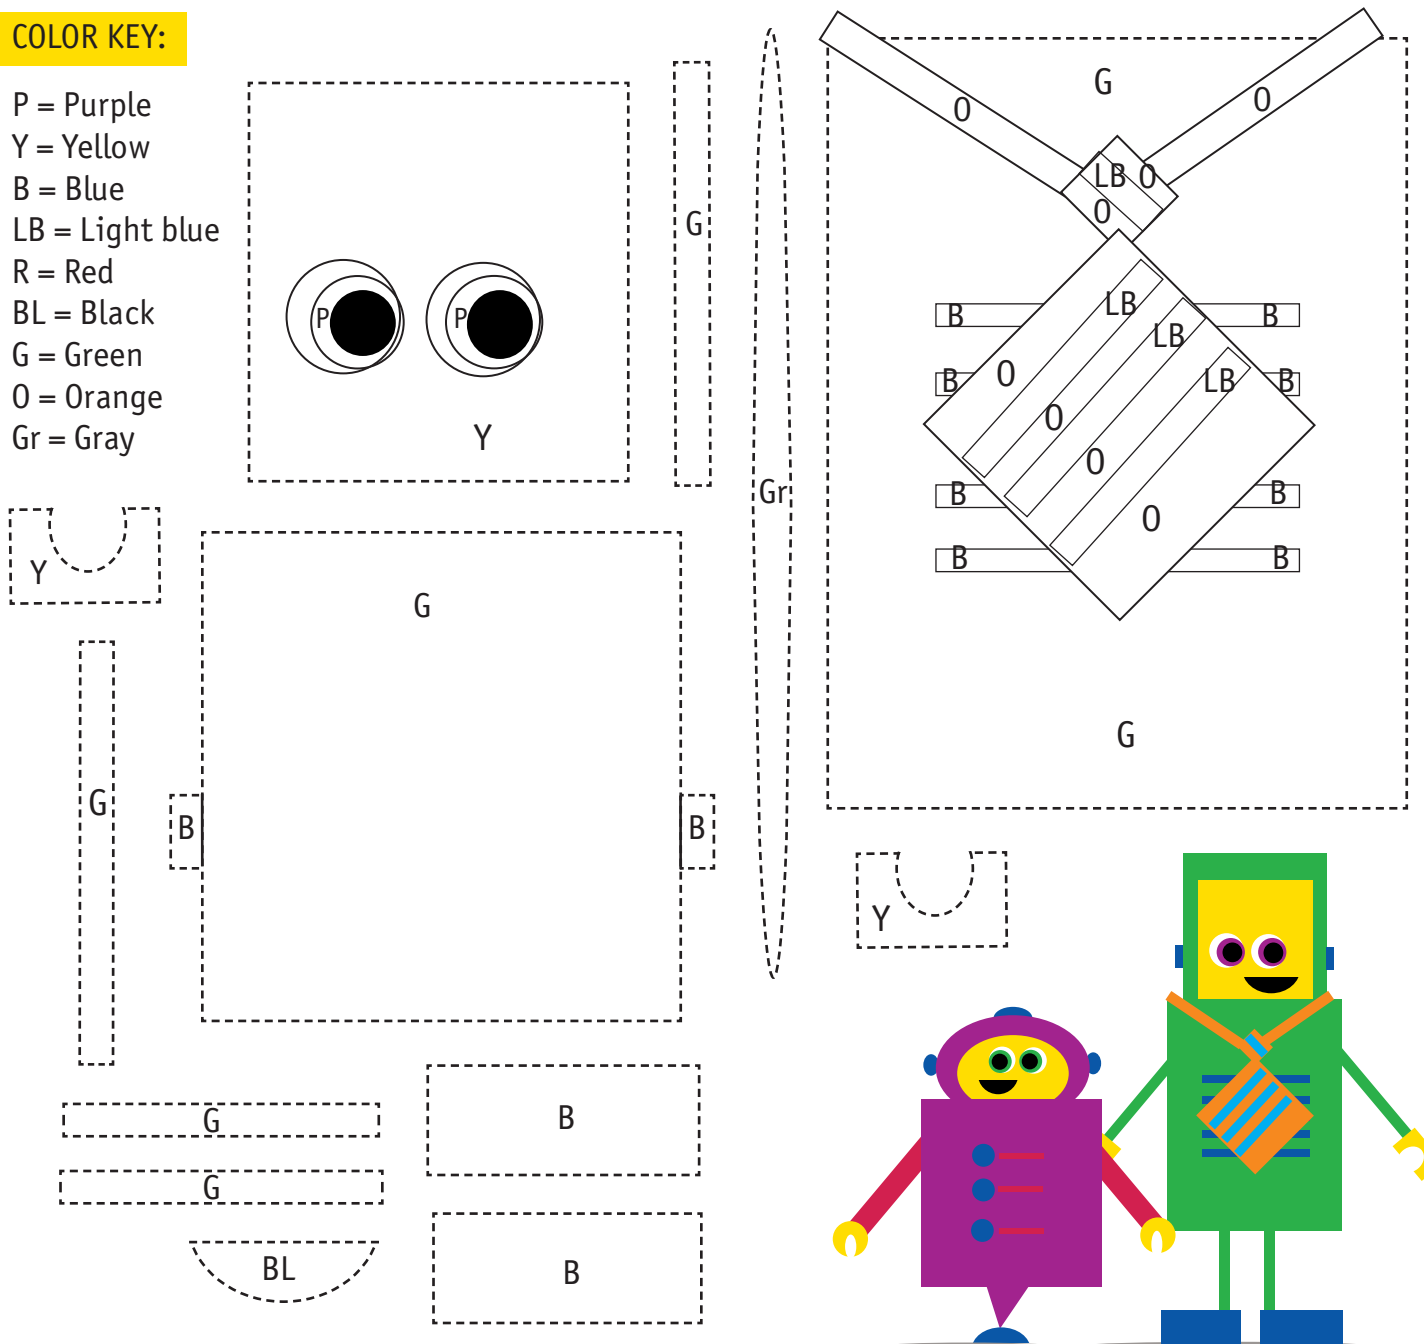 COLOR KEY:
P = Purple
Y = Yellow
B = Blue
LB = Light blue
R = Red
BL = Black
G = Green
O = Orange
Gr = Gray
P
P
Y
G
Gr
G
O
O
LB
O
O
B
LB
B
LB
B
O
LB
B
O
O
B
B
O
B
B
G
Y
G
G
B
B
Y
G
B
G
BL
B